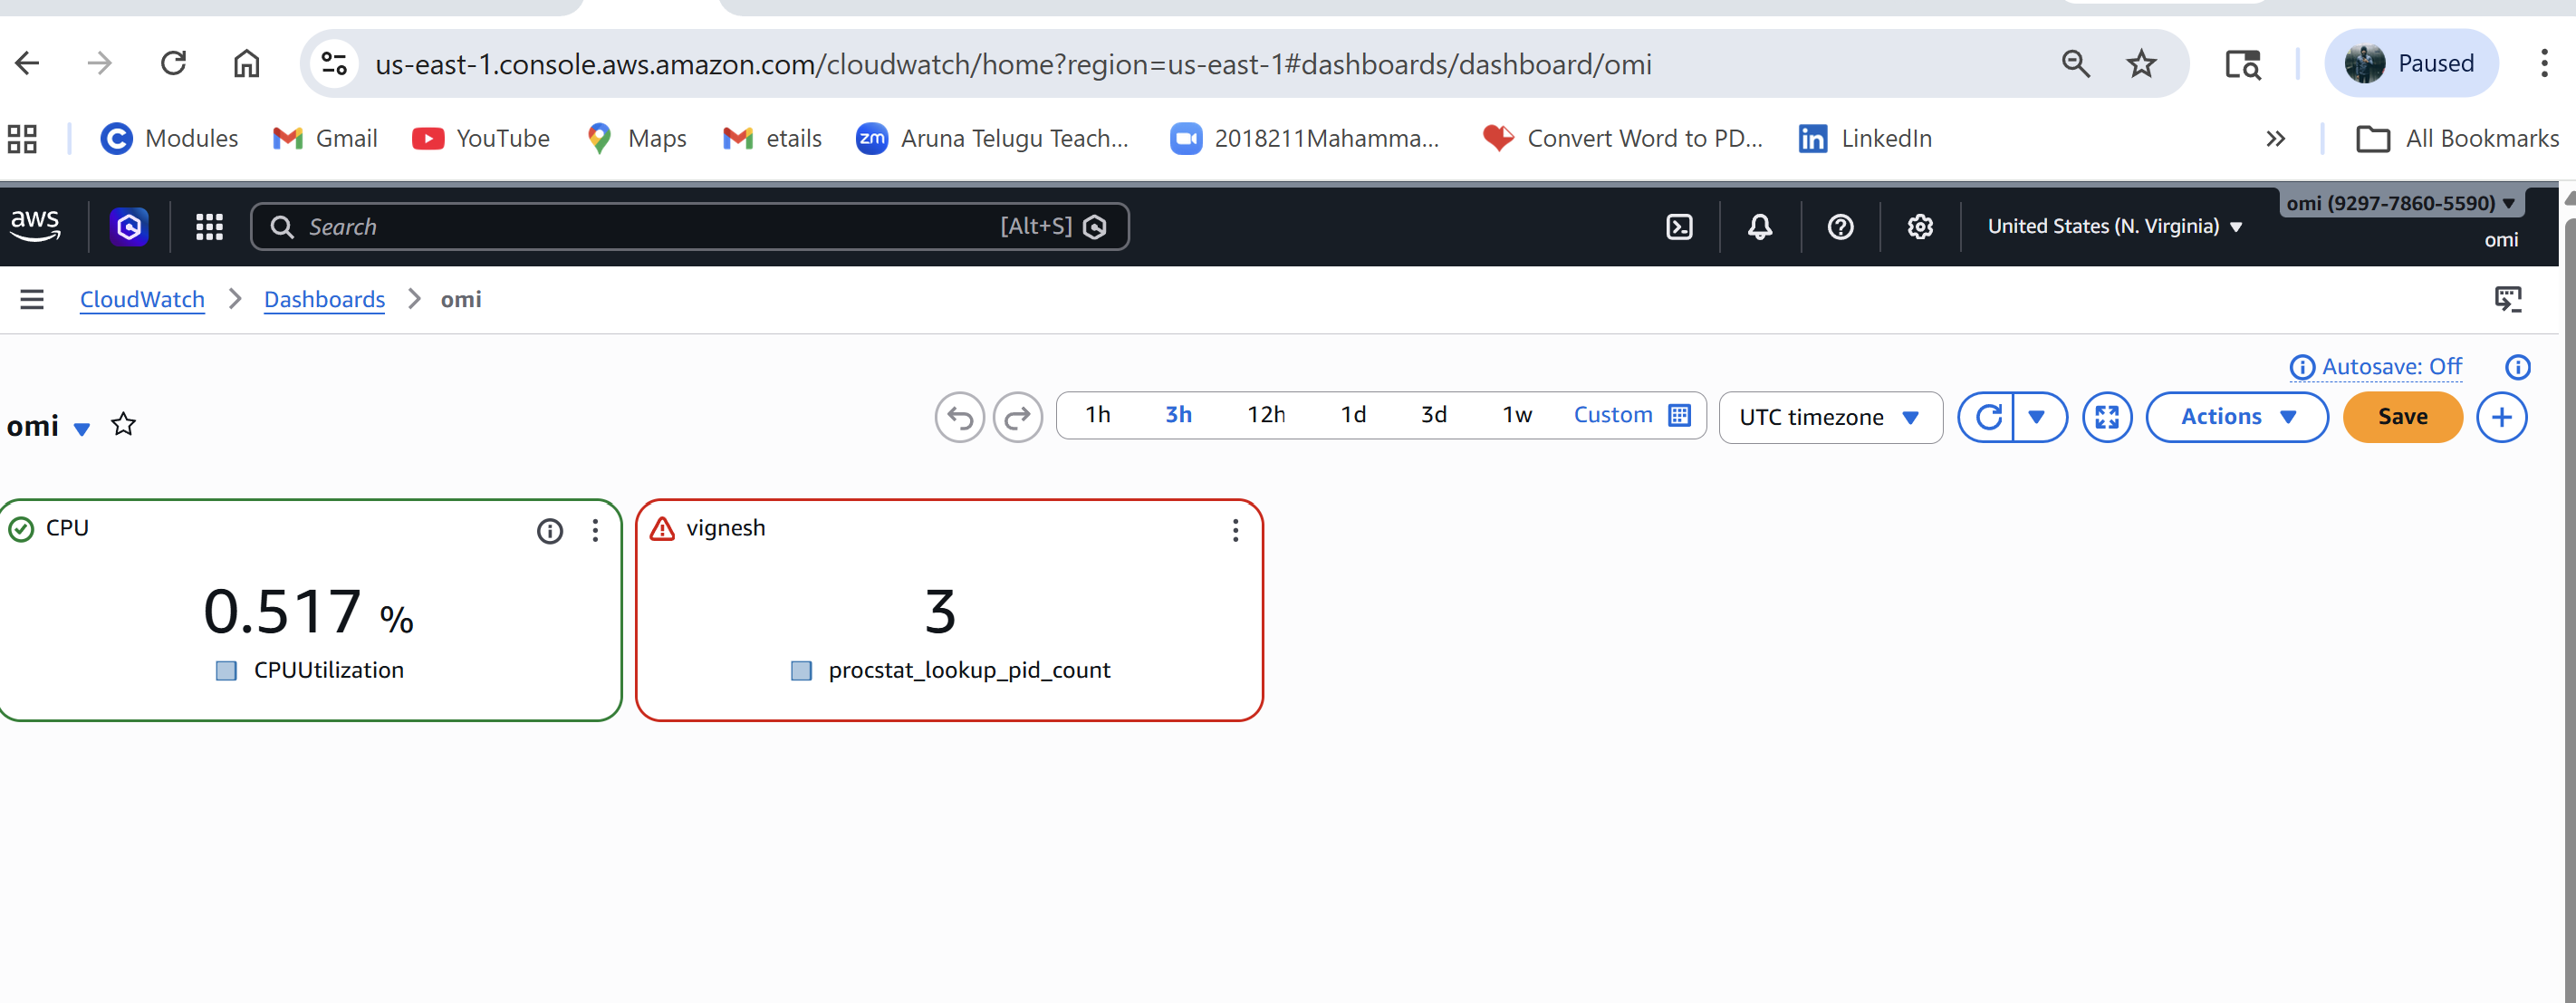 us-east-1.console.aws.amazon.com/cloudwatch/home?region=us-east-1#dashboards/dashboard/omi
Paused
Modules
Gmail
YouTube
Maps
etails
zm
Aruna Telugu Teach...
2018211Mahamma...
Convert Word to PD...
in
LinkedIn
All Bookmarks
aws
Search
[Alt+S]
United States (N. Virginia)
omi (9297-7860-5590)
omi
CloudWatch
Dashboards
omi
Autosave: Off
omi
1h
3h
12h
1d
3d
1w
Custom
UTC timezone
Actions
Save
CPU
0.517 %
CPUUtilization
vignesh
3
procstat_lookup_pid_count